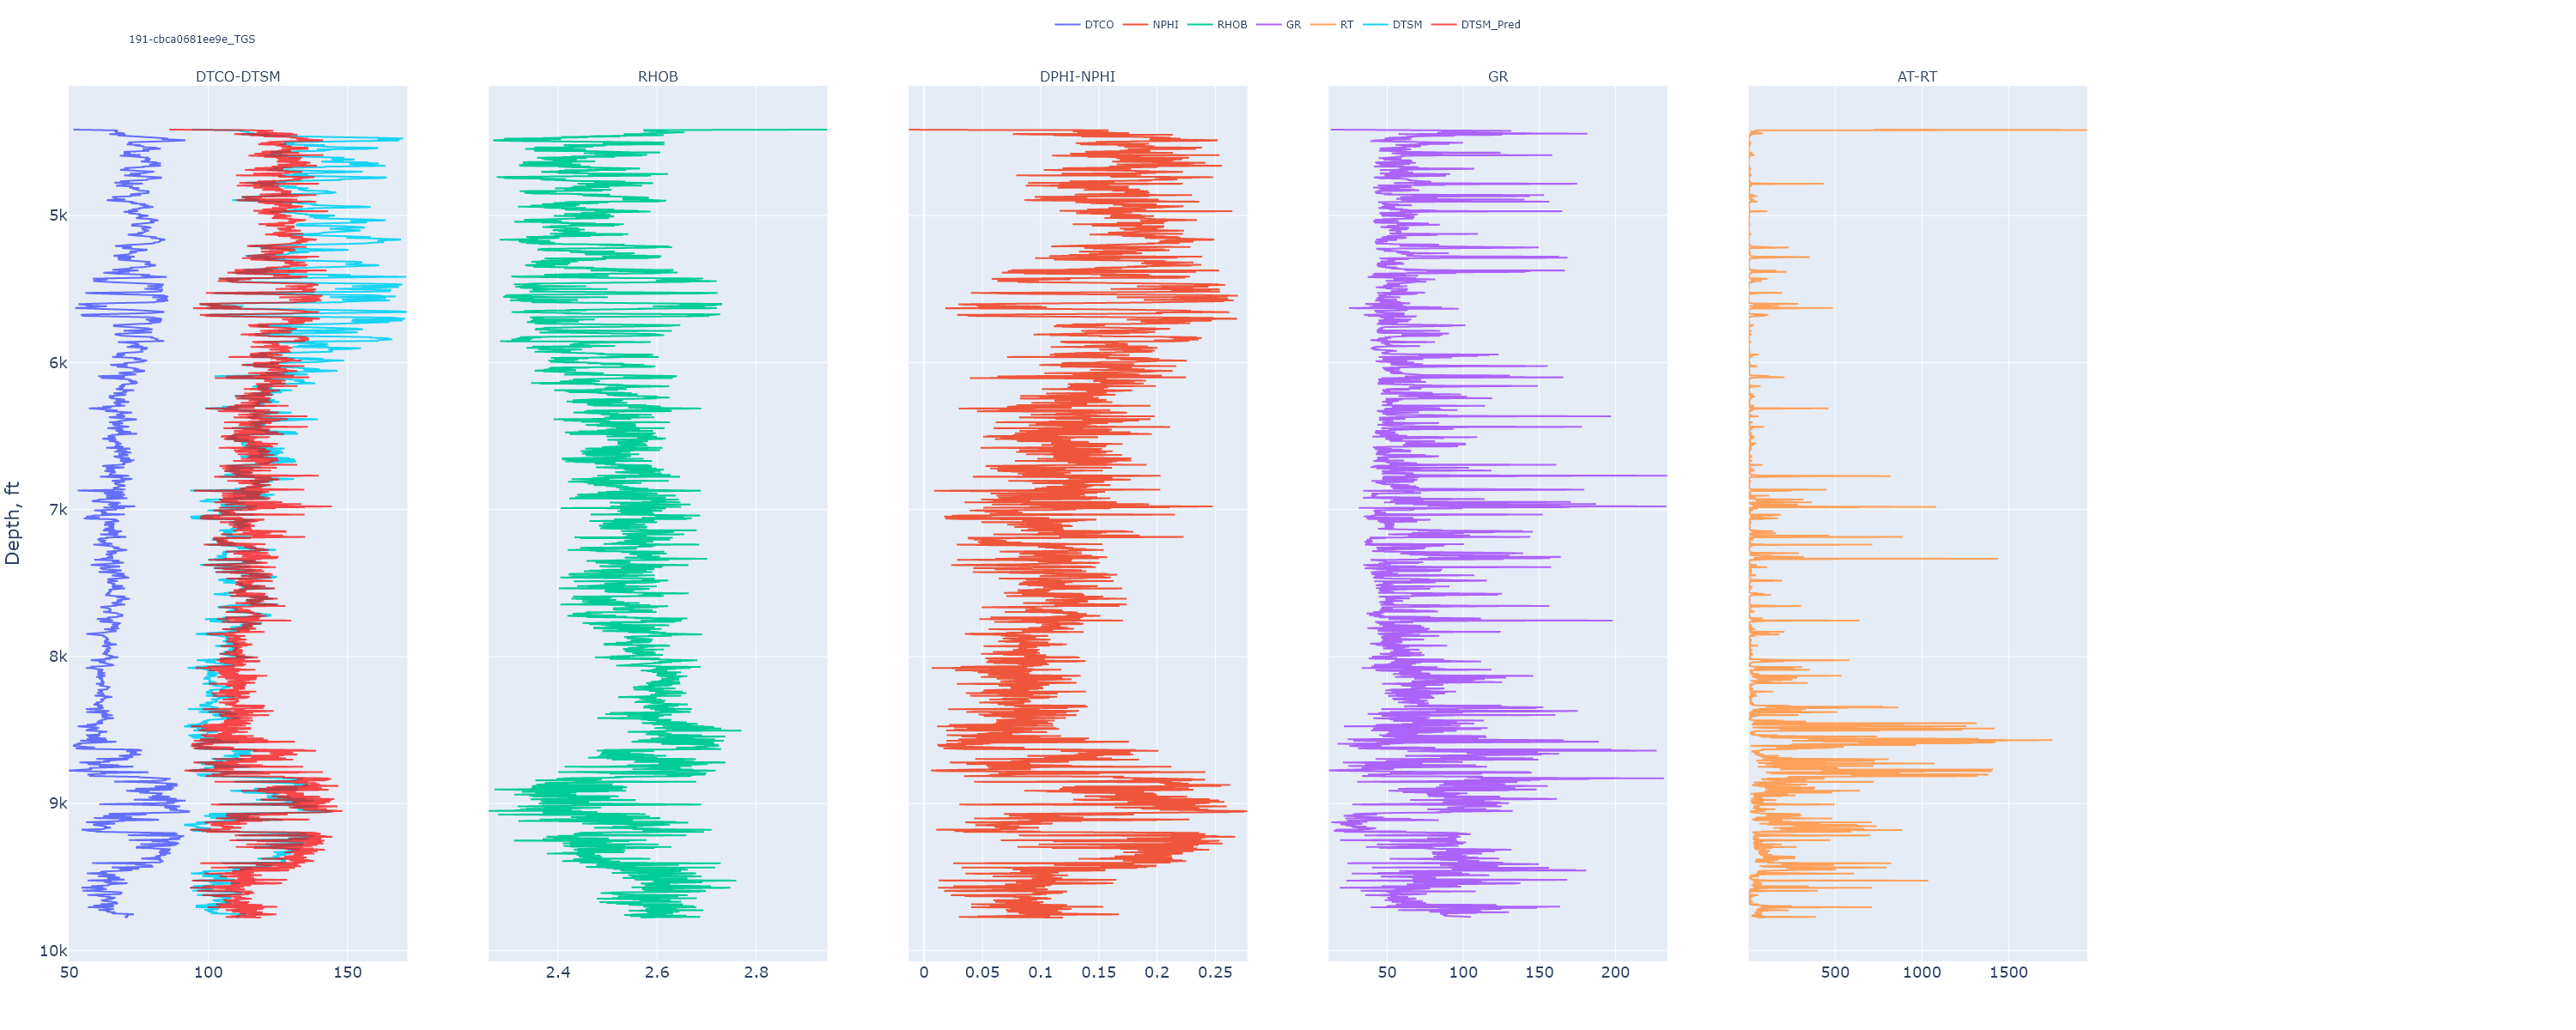 DTCO NPHI RHOB GR RT DTSM DTSM_Pred
191-cbca0681ee9e_TGS
DTCO-DTSM RHOB DPHI-NPHI GR AT-RT
Depth, ft
5k
6k
7k
8k
9k
10k
50 100 150 2.4 2.6 2.8 0 0.05 0.1 0.15 0.2 0.25 50 100 150 200 500 1000 1500